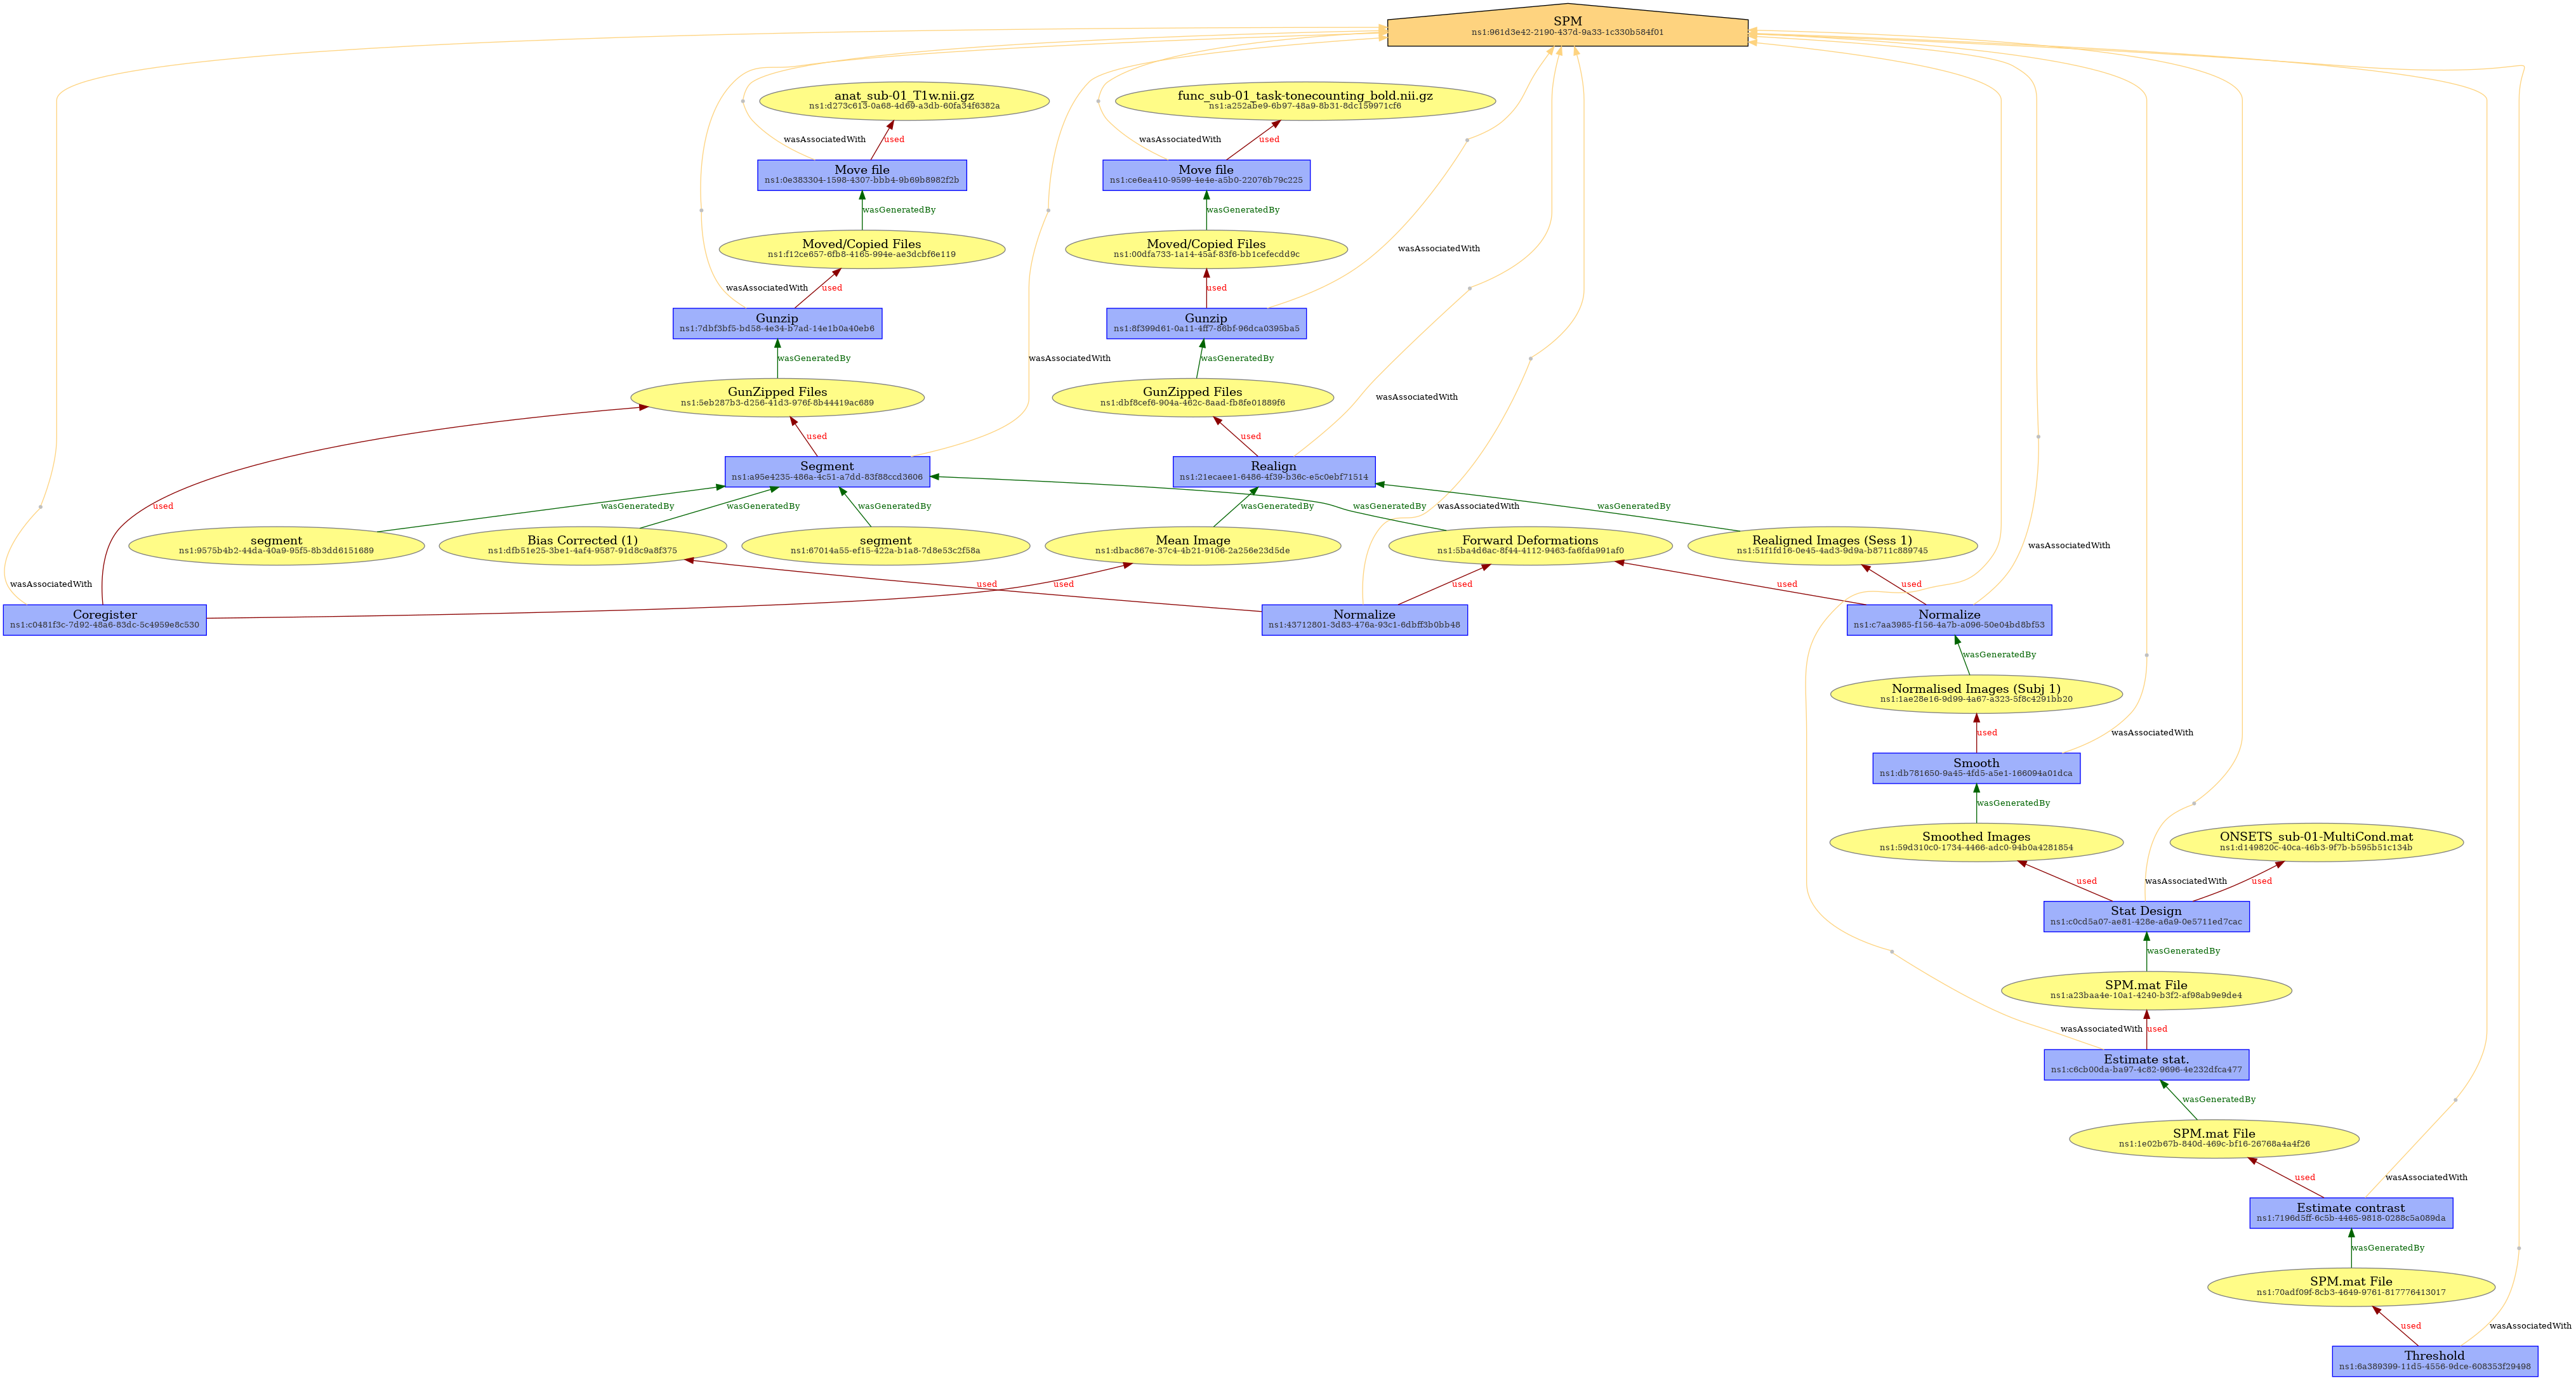 SPM
ns1:961d3e42-2190-437d-9a33-1c330b584f01
anat_sub-01_T1w.nii.gz
ns1:d273c613-0a68-4d69-a3db-60fa34f6382a
func_sub-01_task-tonecounting_bold.nii.gz
ns1:a252abe9-6b97-48a9-8b31-8dc159971cf6
wasAssociatedWith
used
wasAssociatedWith
used
Move file
ns1:0e383304-1598-4307-bbb4-9b69b8982f2b
Move file
ns1:ce6ea410-9599-4e4e-a5b0-22076b79c225
wasGeneratedBy
wasGeneratedBy
Moved/Copied Files
ns1:f12ce657-6fb8-4165-994e-ae3dcbf6e119
Moved/Copied Files
ns1:00dfa733-1a14-45af-83f6-bb1cefecdd9c
wasAssociatedWith
wasAssociatedWith
used
used
Gunzip
ns1:7dbf3bf5-bd58-4e34-b7ad-14e1b0a40eb6
Gunzip
ns1:8f399d61-0a11-4ff7-86bf-96dca0395ba5
wasGeneratedBy
wasAssociatedWith
wasGeneratedBy
GunZipped Files
ns1:5eb287b3-d256-41d3-976f-8b44419ac689
GunZipped Files
ns1:dbf8cef6-904a-462c-8aad-fb8fe01889f6
wasAssociatedWith
used
used
Segment
ns1:a95e4235-486a-4c51-a7dd-83f88ccd3606
Realign
ns1:21ecaee1-6486-4f39-b36c-e5c0ebf71514
used
wasGeneratedBy
wasGeneratedBy
wasGeneratedBy
wasGeneratedBy
wasGeneratedBy
wasAssociatedWith
wasGeneratedBy
segment
ns1:9575b4b2-44da-40a9-95f5-8b3dd6151689
Bias Corrected (1)
ns1:dfb51e25-3be1-4af4-9587-91d8c9a8f375
segment
ns1:67014a55-ef15-422a-b1a8-7d8e53c2f58a
Mean Image
ns1:dbac867e-37c4-4b21-9106-2a256e23d5de
Forward Deformations
ns1:5ba4d6ac-8f44-4112-9463-fa6fda991af0
Realigned Images (Sess 1)
ns1:51f1fd16-0e45-4ad3-9d9a-b8711c889745
wasAssociatedWith
wasAssociatedWith
used
used
used
used
used
Coregister
ns1:c0481f3c-7d92-48a6-83dc-5c4959e8c530
Normalize
ns1:43712801-3d83-476a-93c1-6dbff3b0bb48
Normalize
ns1:c7aa3985-f156-4a7b-a096-50e04bd8bf53
wasGeneratedBy
Normalised Images (Subj 1)
ns1:1ae28e16-9d99-4a67-a323-5f8c4291bb20
used
wasAssociatedWith
Smooth
ns1:db781650-9a45-4fd5-a5e1-166094a01dca
wasGeneratedBy
Smoothed Images
ns1:59d310c0-1734-4466-adc0-94b0a4281854
ONSETS_sub-01-MultiCond.mat
ns1:d149820c-40ca-46b3-9f7b-b595b51c134b
used
wasAssociatedWith
used
Stat Design
ns1:c0cd5a07-ae81-428e-a6a9-0e5711ed7cac
wasGeneratedBy
SPM.mat File
ns1:a23baa4e-10a1-4240-b3f2-af98ab9e9de4
wasAssociatedWith
used
Estimate stat.
ns1:c6cb00da-ba97-4c82-9696-4e232dfca477
wasGeneratedBy
SPM.mat File
ns1:1e02b67b-840d-469c-bf16-26768a4a4f26
used
wasAssociatedWith
Estimate contrast
ns1:7196d5ff-6c5b-4465-9818-0288c5a089da
wasGeneratedBy
SPM.mat File
ns1:70adf09f-8cb3-4649-9761-817776413017
used
wasAssociatedWith
Threshold
ns1:6a389399-11d5-4556-9dce-608353f29498